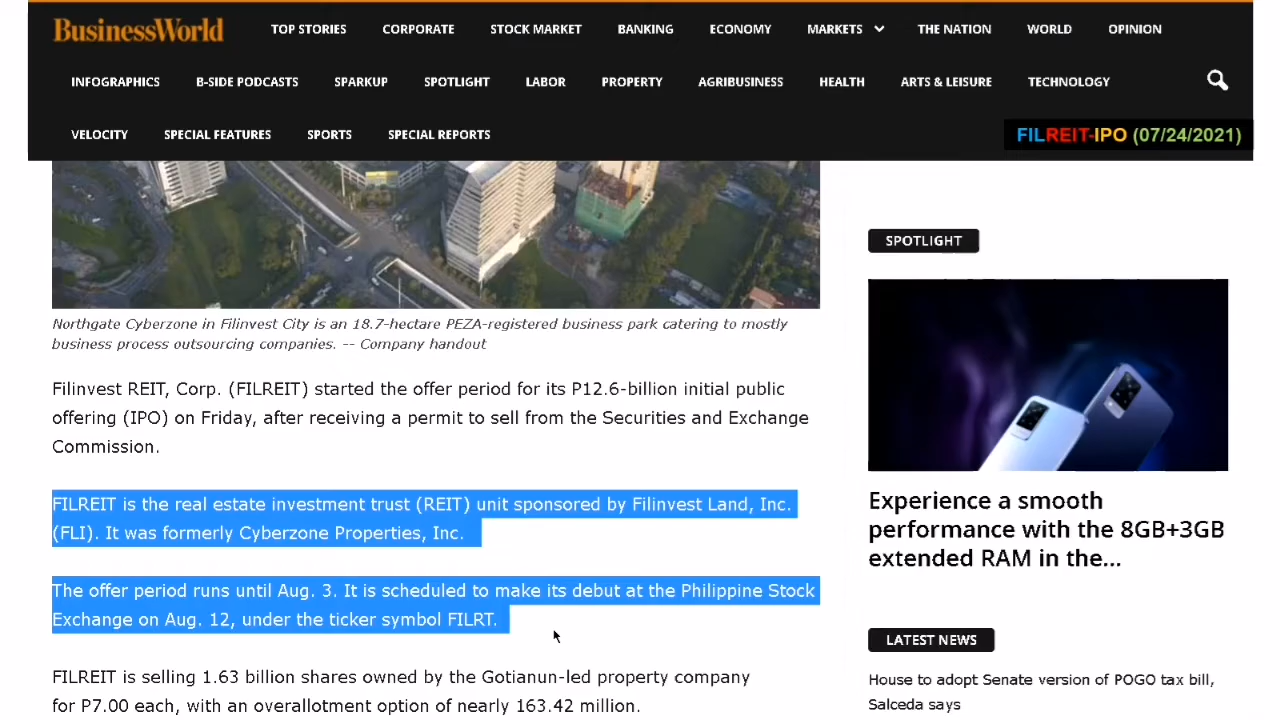 BusinessWorld
TOP STORIES CORPORATE STOCK MARKET BANKING ECONOMY MARKETS THE NATION WORLD OPINION
INFOGRAPHICS B-SIDE PODCASTS SPARKUP SPOTLIGHT LABOR PROPERTY AGRIBUSINESS HEALTH ARTS & LEISURE TECHNOLOGY
VELOCITY SPECIAL FEATURES SPORTS SPECIAL REPORTS
FILREIT-IPO (07/24/2021)
Northgate Cyberzone in Filinvest City is an 18.7-hectare PEZA-registered business park catering to mostly
business process outsourcing companies. -- Company handout
Filinvest REIT, Corp. (FILREIT) started the offer period for its P12.6-billion initial public
offering (IPO) on Friday, after receiving a permit to sell from the Securities and Exchange
Commission.
FILREIT is the real estate investment trust (REIT) unit sponsored by Filinvest Land, Inc.
(FLI). It was formerly Cyberzone Properties, Inc.
The offer period runs until Aug. 3. It is scheduled to make its debut at the Philippine Stock
Exchange on Aug. 12, under the ticker symbol FILRT.
FILREIT is selling 1.63 billion shares owned by the Gotianun-led property company
for P7.00 each, with an overallotment option of nearly 163.42 million.
SPOTLIGHT
Experience a smooth
performance with the 8GB+3GB
extended RAM in the...
LATEST NEWS
House to adopt Senate version of POGO tax bill,
Salceda says